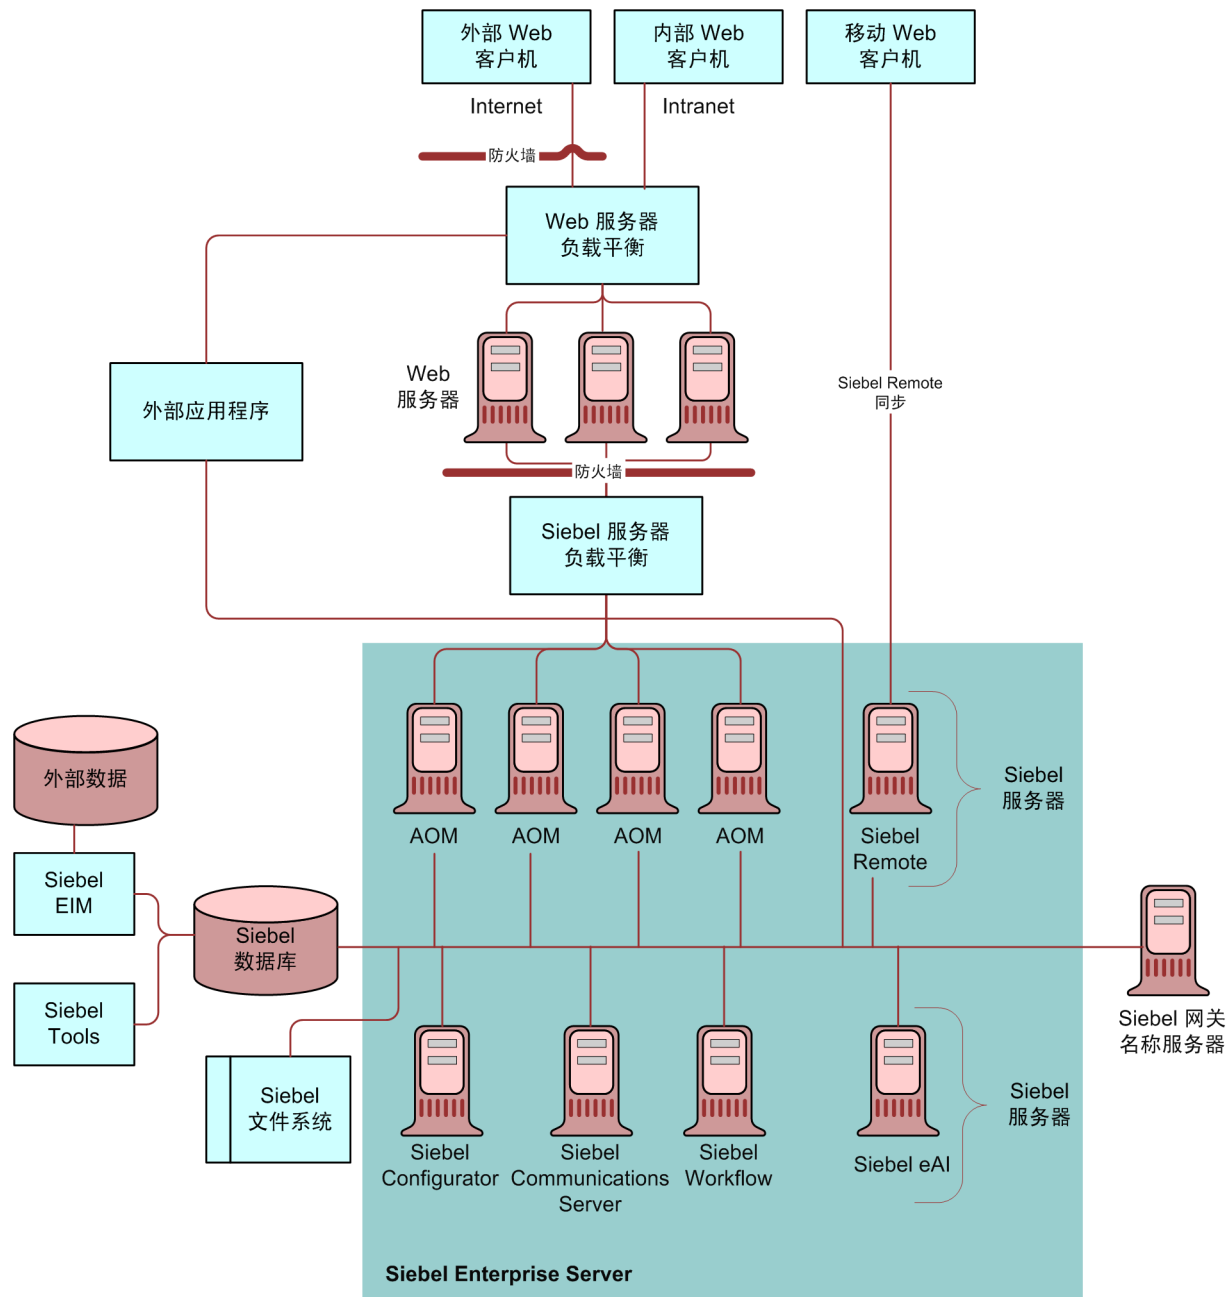 外部 Web
客户机
内部 Web
客户机
移动 Web
客户机
Internet
Intranet
防火墙
Web 服务器
负载平衡
Web
服务器
外部应用程序
Siebel Remote
同步
防火墙
Siebel 服务器
负载平衡
AOM
AOM
AOM
AOM
Siebel
Remote
Siebel
服务器
外部数据
Siebel
EIM
Siebel
数据库
Siebel
Tools
Siebel
文件系统
Siebel 网关
名称服务器
Siebel
Configurator
Siebel
Communications
Server
Siebel
Workflow
Siebel eAI
Siebel
服务器
Siebel Enterprise Server